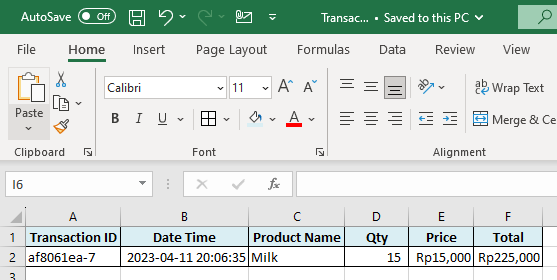 AutoSave Off Transac... • Saved to this PC
File Home Insert Page Layout Formulas Data Review
Paste Calibri 11 A A Wrap Text
B I U A Merge & Ce
Clipboard Font Alignment
I6 fx
A B C D E F
1 Transaction ID Date Time Product Name Qty Price Total
2 af8061ea-7 2023-04-11 20:06:35 Milk 15 Rp15,000 Rp225,000
3